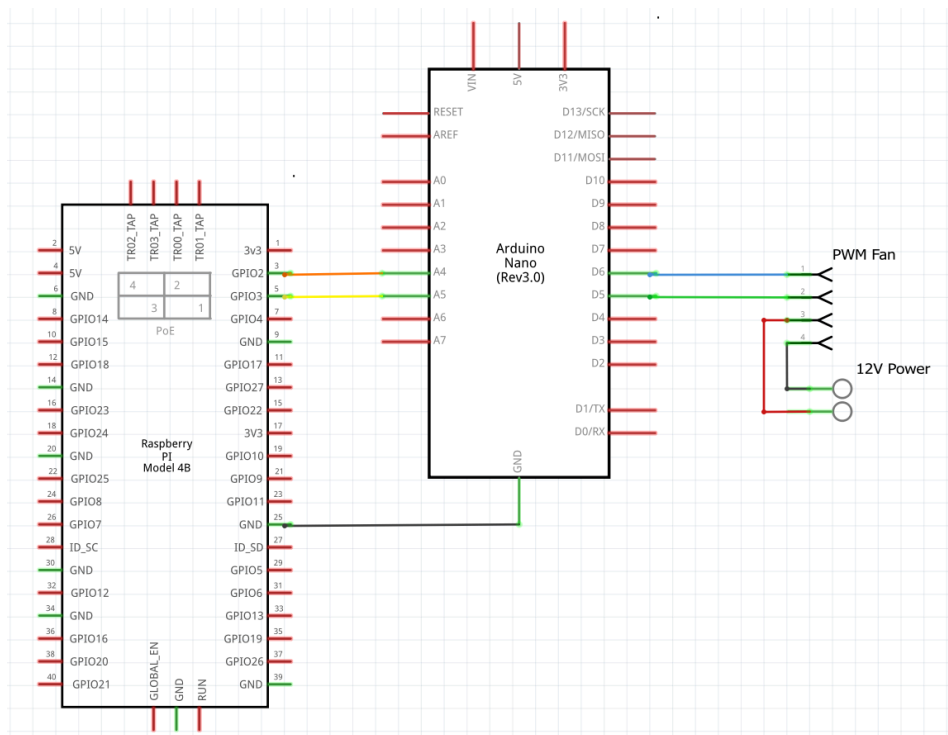 VIN
5V
3V3
RESET
AREF
A0
A1
A2
A3
A4
A5
A6
A7
D13/SCK
D12/MISO
D11/MOSI
D10
D9
D8
D7
D6
D5
D4
D3
D2
D1/TX
D0/RX
Arduino
Nano
(Rev3.0)
GND
PWM Fan
1
2
3
4
12V Power
TR02_TAP
TR03_TAP
TR00_TAP
TR01_TAP
2 5V
4 5V
6 GND
8 GPIO14
10 GPIO15
12 GPIO18
14 GND
16 GPIO23
18 GPIO24
20 GND
22 GPIO25
24 GPIO8
26 GPIO7
28 ID_SC
30 GND
32 GPIO12
34 GND
36 GPIO16
38 GPIO20
40 GPIO21
4 2
3 1
PoE
Raspberry
PI
Model 4B
3v3 1
GPIO2 3
GPIO3 5
GPIO4 7
GND 9
GPIO17 11
GPIO27 13
GPIO22 15
3V3 17
GPIO10 19
GPIO9 21
GPIO11 23
GND 25
ID_SD 27
GPIO5 29
GPIO6 31
GPIO13 33
GPIO19 35
GPIO26 37
GND 39
GLOBAL_EN
GND
RUN